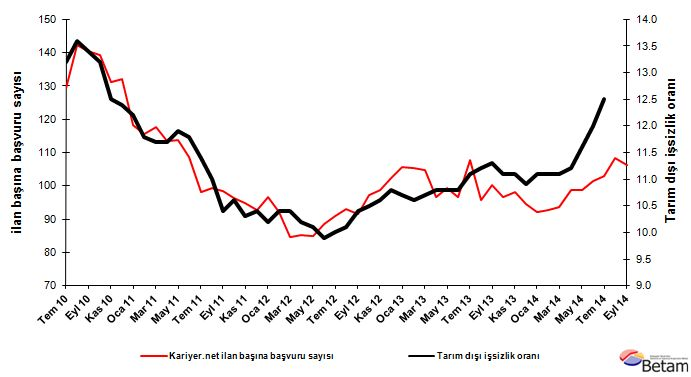 150
140
130
120
110
100
90
80
70
14.0
13.5
13.0
12.5
12.0
11.5
11.0
10.5
10.0
9.5
9.0
ilan başına başvuru sayısı
Tarım dışı işsizlik oranı
Tem 10
Eyl 10
Kas 10
Oca 11
Mar 11
May 11
Tem 11
Eyl 11
Kas 11
Oca 12
Mar 12
May 12
Tem 12
Eyl 12
Kas 12
Oca 13
Mar 13
May 13
Tem 13
Eyl 13
Kas 13
Oca 14
Mar 14
May 14
Tem 14
Eyl 14
Kariyer.net ilan başına başvuru sayısı
Tarım dışı işsizlik oranı
Betam